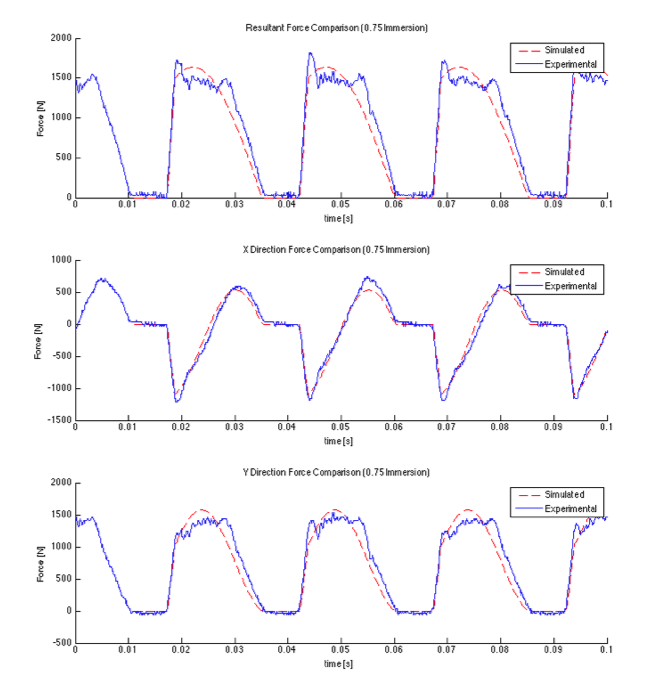 Resultant Force Comparison (0.75 Immersion)
2000
1500
1000
500
0
Force [N]
Simulated
Experimental
0 0.01 0.02 0.03 0.04 0.05 0.06 0.07 0.08 0.09 0.1
time [s]
X Direction Force Comparison (0.75 Immersion)
1000
500
0
-500
-1000
-1500
Force [N]
Simulated
Experimental
0 0.01 0.02 0.03 0.04 0.05 0.06 0.07 0.08 0.09 0.1
time [s]
Y Direction Force Comparison (0.75 Immersion)
2000
1500
1000
500
0
-500
Force [N]
Simulated
Experimental
0 0.01 0.02 0.03 0.04 0.05 0.06 0.07 0.08 0.09 0.1
time [s]